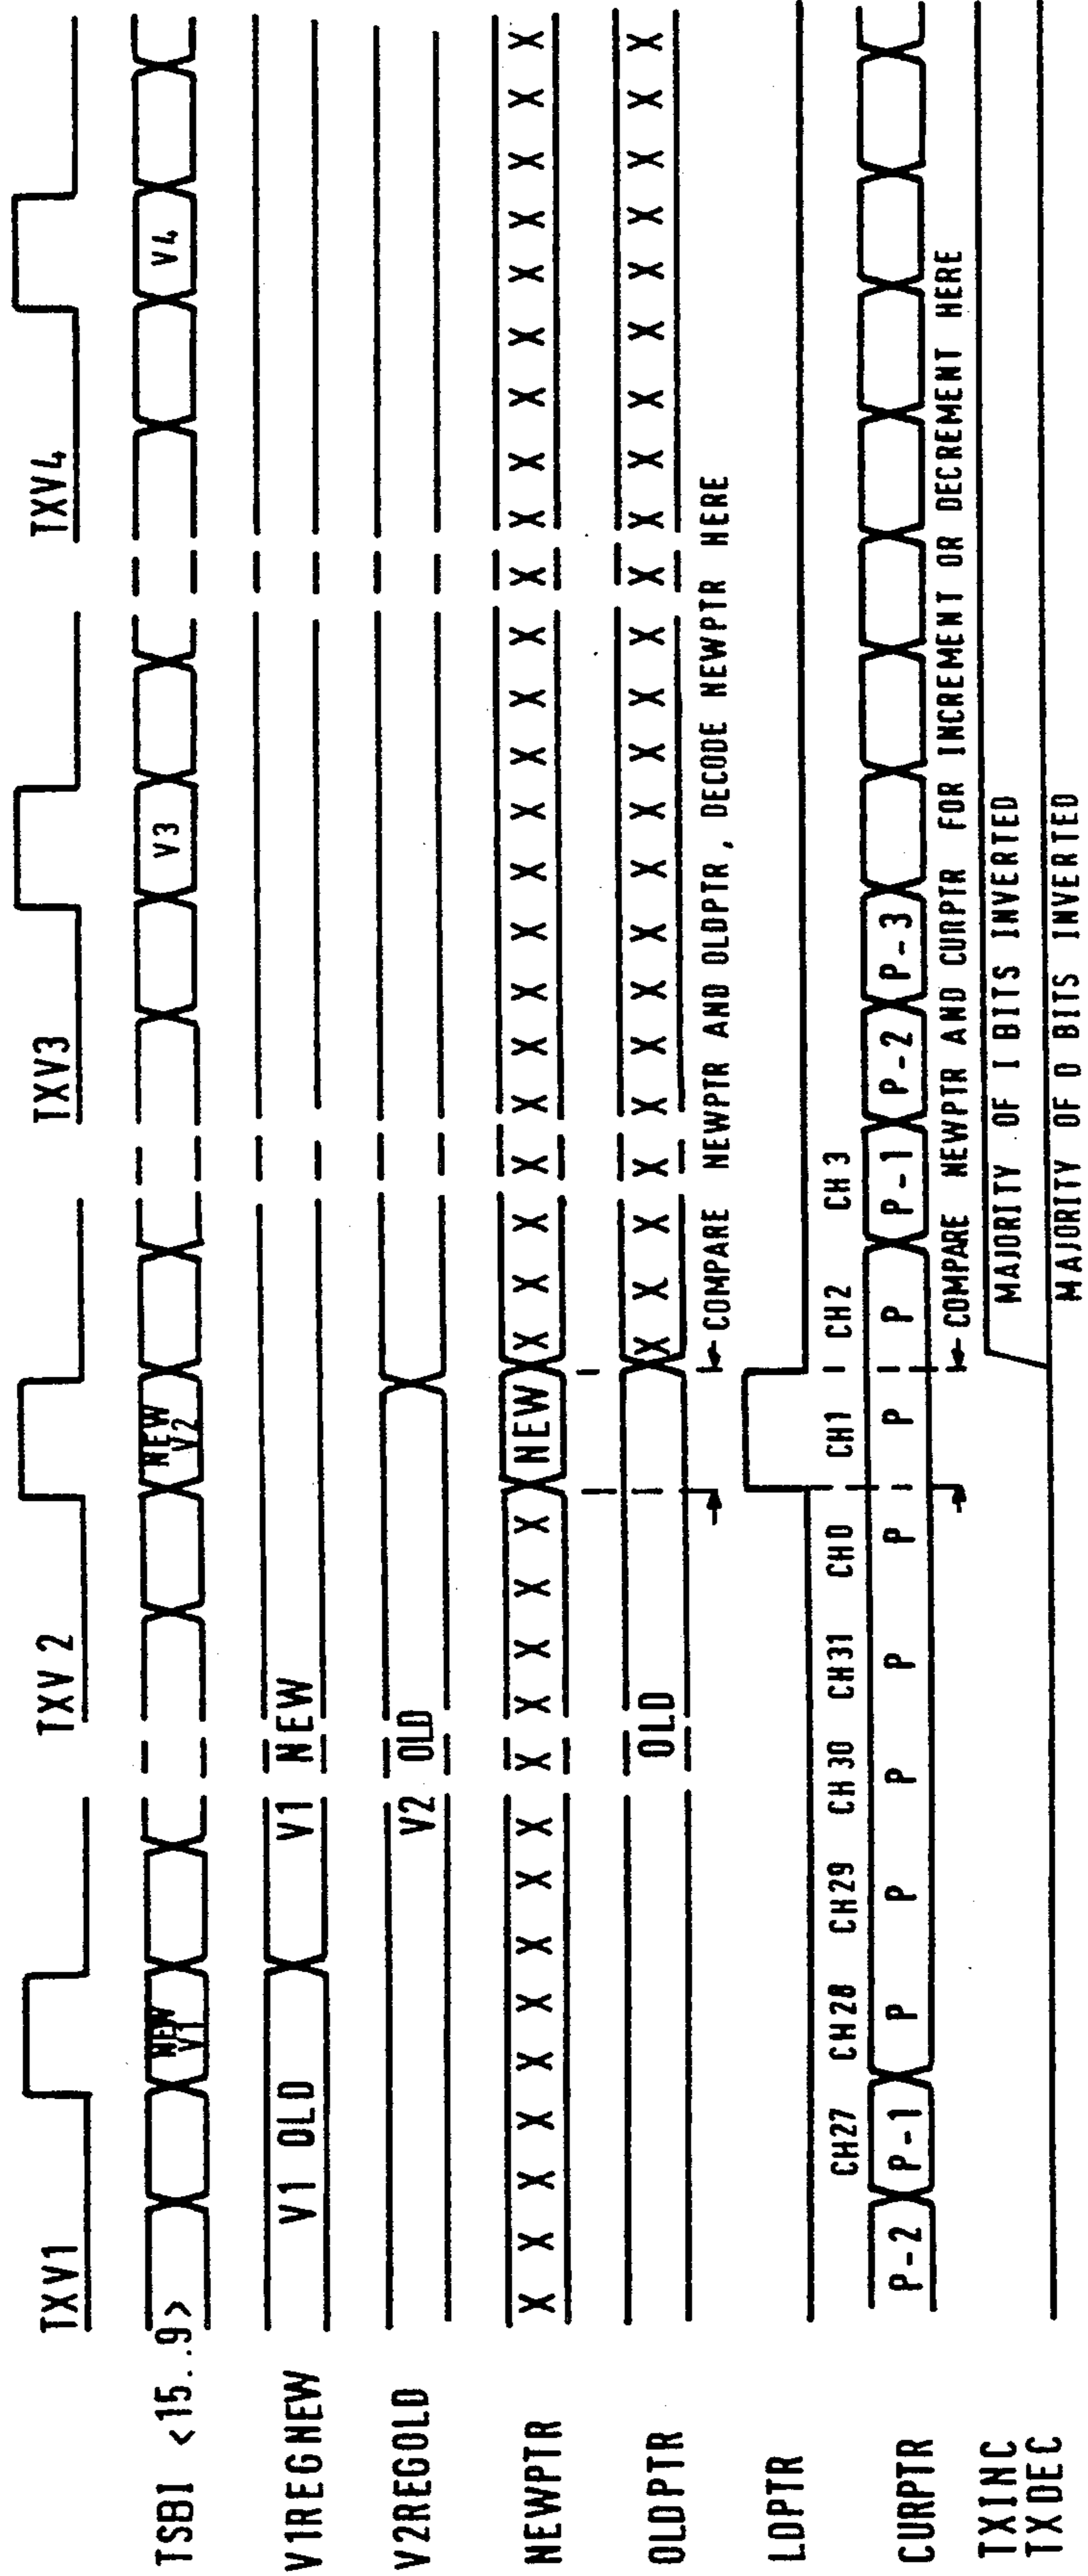 TXV1 TXV2 TXV3 TXV4
TSBI <15..9> NEW V1 NEW V2 V3 V4
V1REGNEW V1 OLD V1 NEW
V2REGOLD V2 OLD
NEWPTR X X X X X X X X X X X X X X NEW X X X X X X X X X X X X X X X X X X X X X X X
OLDPTR OLD X X X X X X X X X X X X X X X X X X X X X X X
COMPARE NEWPTR AND OLDPTR, DECODE NEWPTR HERE
LDPTR
CH27 CH28 CH29 CH30 CH31 CH0 CH1 CH2 CH3
CURPTR P-2 P-1 P P P P P P P P-1 P-2 P-3
COMPARE NEWPTR AND CURPTR FOR INCREMENT OR DECREMENT HERE
TXINC MAJORITY OF I BITS INVERTED
TXDEC MAJORITY OF D BITS INVERTED